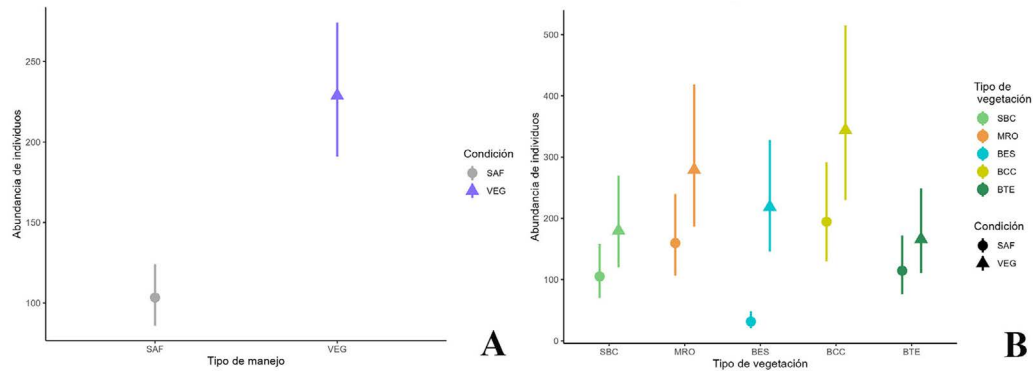 Abundancia de individuos
250
200
150
100
SAF
VEG
Tipo de manejo
Condición
SAF
VEG
A
Abundancia de individuos
500
400
300
200
100
0
SBC
MRO
BES
BCC
BTE
Tipo de vegetación
Tipo de
vegetación
SBC
MRO
BES
BCC
BTE
Condición
SAF
VEG
B